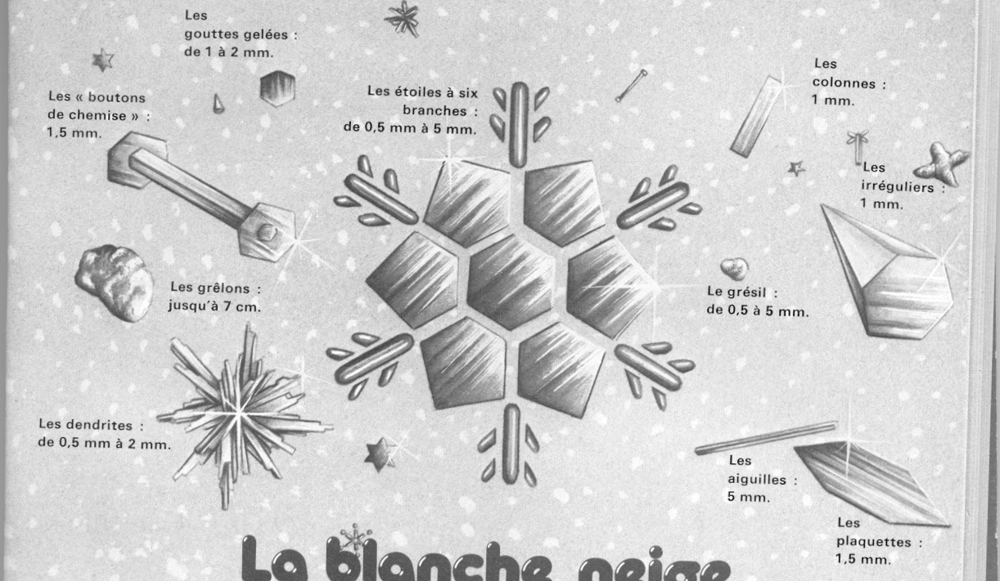 Les
gouttes gelées :
de 1 à 2 mm.
Les « boutons
de chemise » :
1,5 mm.
Les étoiles à six
branches :
de 0,5 mm à 5 mm.
Les
colonnes :
1 mm.
Les
irréguliers :
1 mm.
Les grêlons :
jusqu'à 7 cm.
Le grésil :
de 0,5 à 5 mm.
Les dendrites :
de 0,5 mm à 2 mm.
Les
aiguilles :
5 mm.
Les
plaquettes :
1,5 mm.
La blanche neige